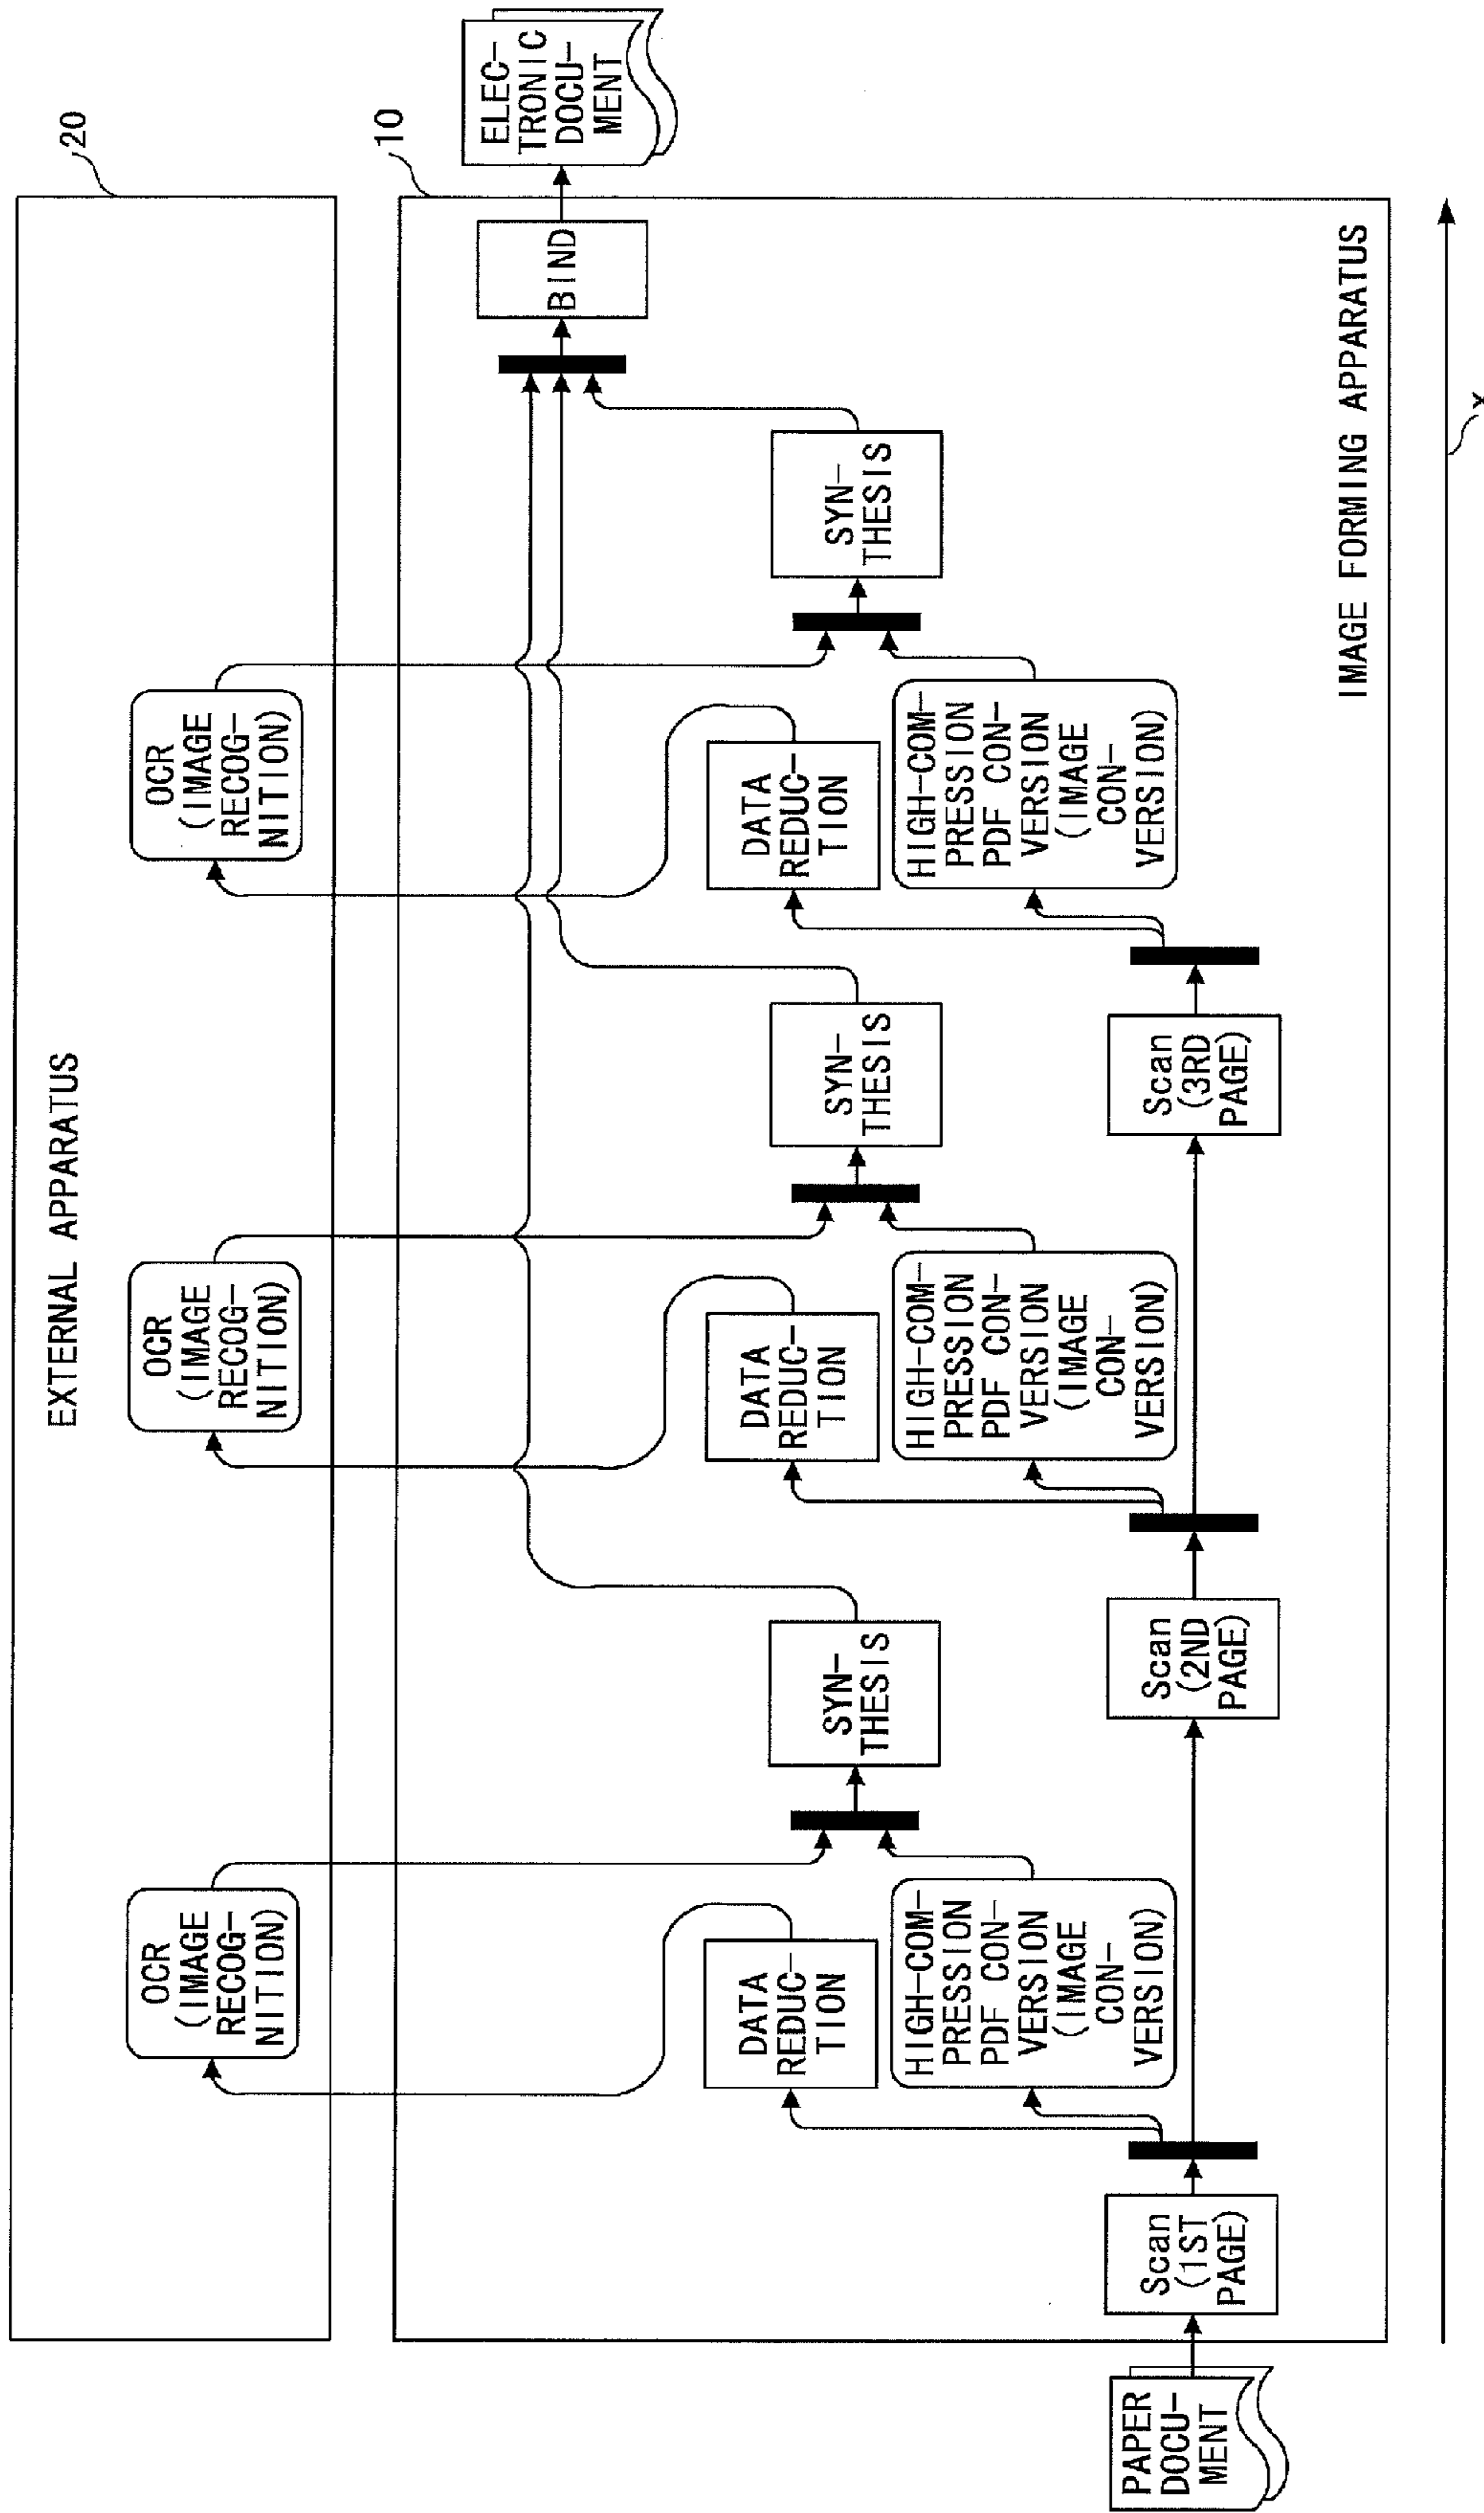 EXTERNAL APPARATUS
20
OCR
(IMAGE
RECOG-
NITION)
OCR
(IMAGE
RECOG-
NITION)
OCR
(IMAGE
RECOG-
NITION)
10
ELEC-
TRONIC
DOCU-
MENT
BIND
SYN-
THESIS
SYN-
THESIS
SYN-
THESIS
DATA
REDUC-
TION
DATA
REDUC-
TION
DATA
REDUC-
TION
HIGH-COM-
PRESSION
PDF CON-
VERSION
(IMAGE
CON-
VERSION)
HIGH-COM-
PRESSION
PDF CON-
VERSION
(IMAGE
CON-
VERSION)
HIGH-COM-
PRESSION
PDF CON-
VERSION
(IMAGE
CON-
VERSION)
PAPER
DOCU-
MENT
Scan
(1ST
PAGE)
Scan
(2ND
PAGE)
Scan
(3RD
PAGE)
IMAGE FORMING APPARATUS
X